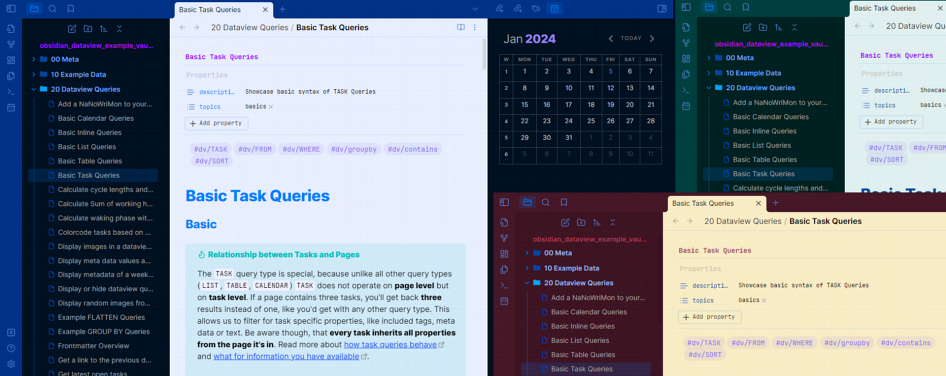 obsidian_dataview_example_vau...
00 Meta
10 Example Data
20 Dataview Queries
Add a NaNoWriMon to your...
Basic Calendar Queries
Basic Inline Queries
Basic List Queries
Basic Table Queries
Basic Task Queries
Calculate cycle lengths and...
Calculate Sum of working h...
Calculate waking phase wit...
Colorcode tasks based on ...
Display images in a datavie...
Display meta data values a...
Display metadata of a week...
Display or hide dataview qu...
Display random images fro...
Example FLATTEN Queries
Example GROUP BY Queries
Frontmatter Overview
Get a link to the previous d...
Get latest open tasks
Basic Task Queries
20 Dataview Queries / Basic Task Queries
Basic Task Queries
Properties
descripti… Showcase basic syntax of TASK Queries
topics basics
Add property
#dv/TASK #dv/FROM #dv/WHERE #dv/groupby #dv/contains
#dv/SORT
Basic Task Queries
Basic
Relationship between Tasks and Pages
The TASK query type is special, because unlike all other query types
(LIST, TABLE, CALENDAR) TASK does not operate on page level but
on task level. If a page contains three tasks, you'll get back three
results instead of one, like you'd get with any other query type. This
allows us to filter for task specific properties, like included tags, meta
data or text. Be aware though, that every task inherits all properties
from the page it's in. Read more about how task queries behave
and what for information you have available.
Jan 2024
TODAY
W MON TUE WED THU FRI SAT SUN
1 1 2 3 4 5 6 7
2 8 9 10 11 12 13 14
3 15 16 17 18 19 20 21
4 22 23 24 25 26 27 28
5 29 30 31 1 2 3 4
6 5 6 7 8 9 10 11
obsidian_dataview_example_vau...
00 Meta
10 Example Data
20 Dataview Queries
Add a NaNoWriMon to your...
Basic Calendar Queries
Basic Inline Queries
Basic List Queries
Basic Table Queries
Basic Task Queries
Calculate cycle lengths and...
Basic Task Queries
20 Dataview Queries /
Basic Task Queries
Properties
descripti…
topics
Add property
#dv/TASK #dv/FROM
#dv/SORT
obsidian_dataview_example_vau...
00 Meta
10 Example Data
20 Dataview Queries
Add a NaNoWriMon to your...
Basic Calendar Queries
Basic Inline Queries
Basic List Queries
Basic Table Queries
Basic Task Queries
Basic Task Queries
20 Dataview Queries / Basic Task Queries
Basic Task Queries
Properties
descripti… Showcase basic syntax of TASK Queries
topics basics
Add property
#dv/TASK #dv/FROM #dv/WHERE #dv/groupby #dv/contains
#dv/SORT